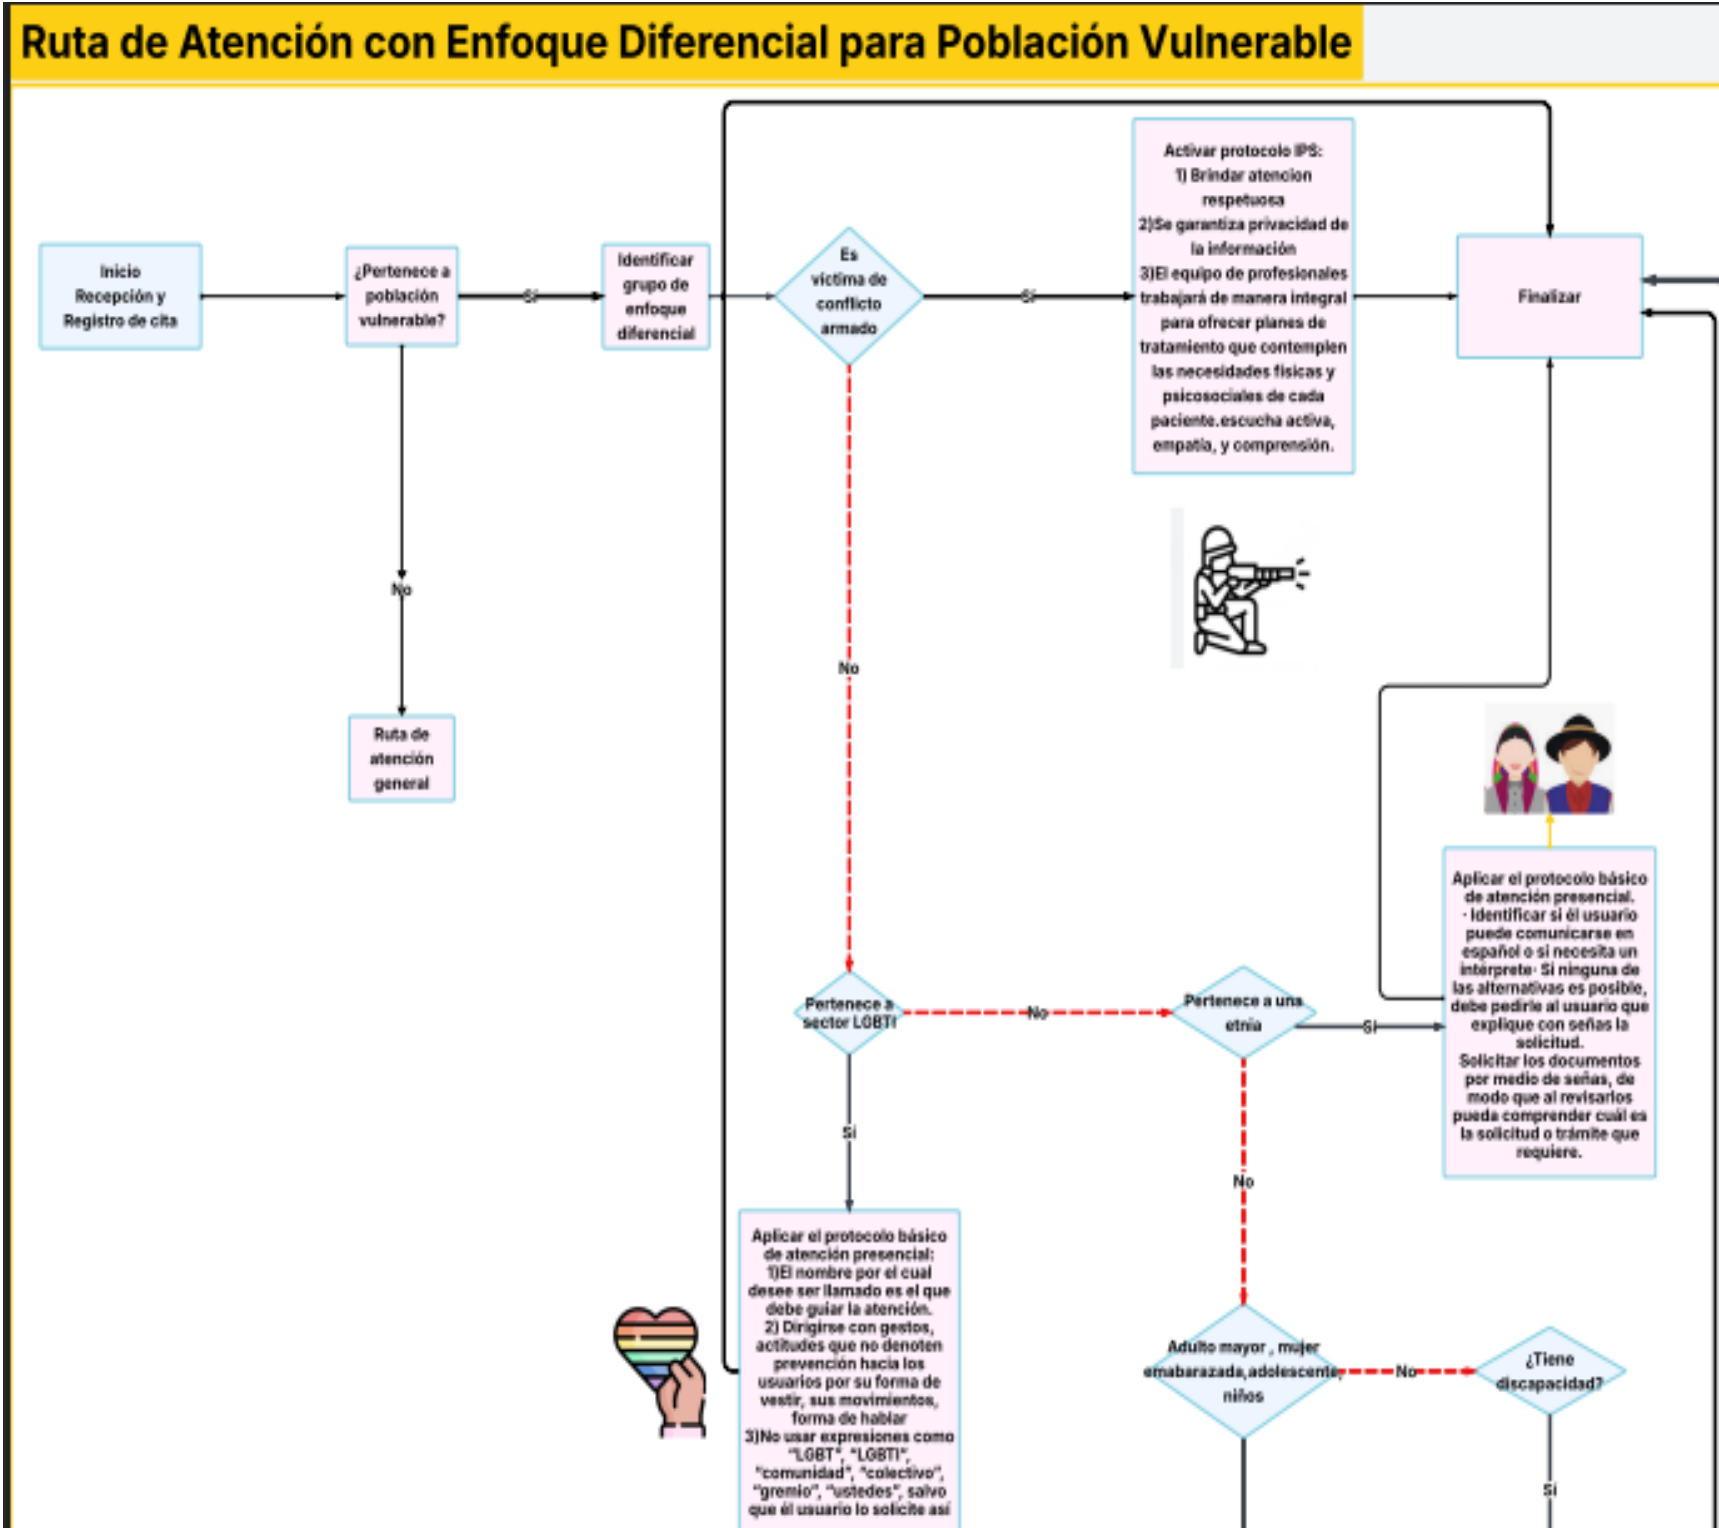 Ruta de Atención con Enfoque Diferencial para Población Vulnerable
Inicio
Recepción y
Registro de cita
¿Pertenece a
población
vulnerable?
Sí
Identificar
grupo de
enfoque
diferencial
Es
víctima de
conflicto
armado
Sí
Activar protocolo IPS:
1) Brindar atencion
respetuosa
2)Se garantiza privacidad de
la información
3)El equipo de profesionales
trabajará de manera integral
para ofrecer planes de
tratamiento que contemplen
las necesidades físicas y
psicosociales de cada
paciente.escucha activa,
empatía, y comprensión.
Finalizar
No
Ruta de
atención
general
No
Pertenece a
sector LGBTI
No
Pertenece a una
etnia
Sí
Aplicar el protocolo básico
de atención presencial.
· Identificar si él usuario
puede comunicarse en
español o si necesita un
intérprete· Si ninguna de
las alternativas es posible,
debe pedirle al usuario que
explique con señas la
solicitud.
Solicitar los documentos
por medio de señas, de
modo que al revisarlos
pueda comprender cuál es
la solicitud o trámite que
requiere.
Sí
No
Aplicar el protocolo básico
de atención presencial:
1)El nombre por el cual
desee ser llamado es el que
debe guiar la atención.
2) Dirigirse con gestos,
actitudes que no denoten
prevención hacia los
usuarios por su forma de
vestir, sus movimientos,
forma de hablar
3)No usar expresiones como
"LGBT", "LGBTI",
"comunidad", "colectivo",
"gremio", "ustedes", salvo
que él usuario lo solicite así
Adulto mayor , mujer
emabarazada,adolescente,
niños
No
¿Tiene
discapacidad?
Sí